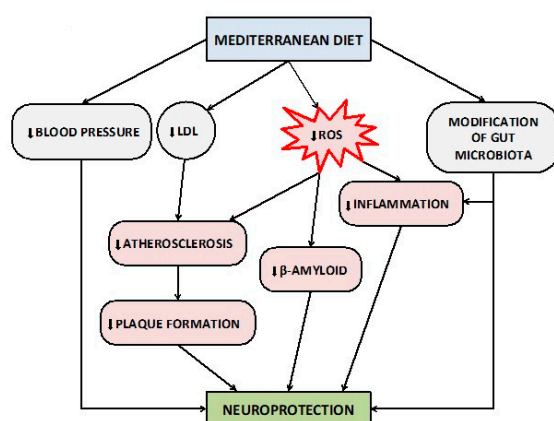 MEDITERRANEAN DIET
⬇BLOOD PRESSURE
⬇LDL
⬇ROS
MODIFICATION
OF GUT
MICROBIOTA
⬇INFLAMMATION
⬇ATHEROSCLEROSIS
⬇β-AMYLOID
⬇PLAQUE FORMATION
NEUROPROTECTION